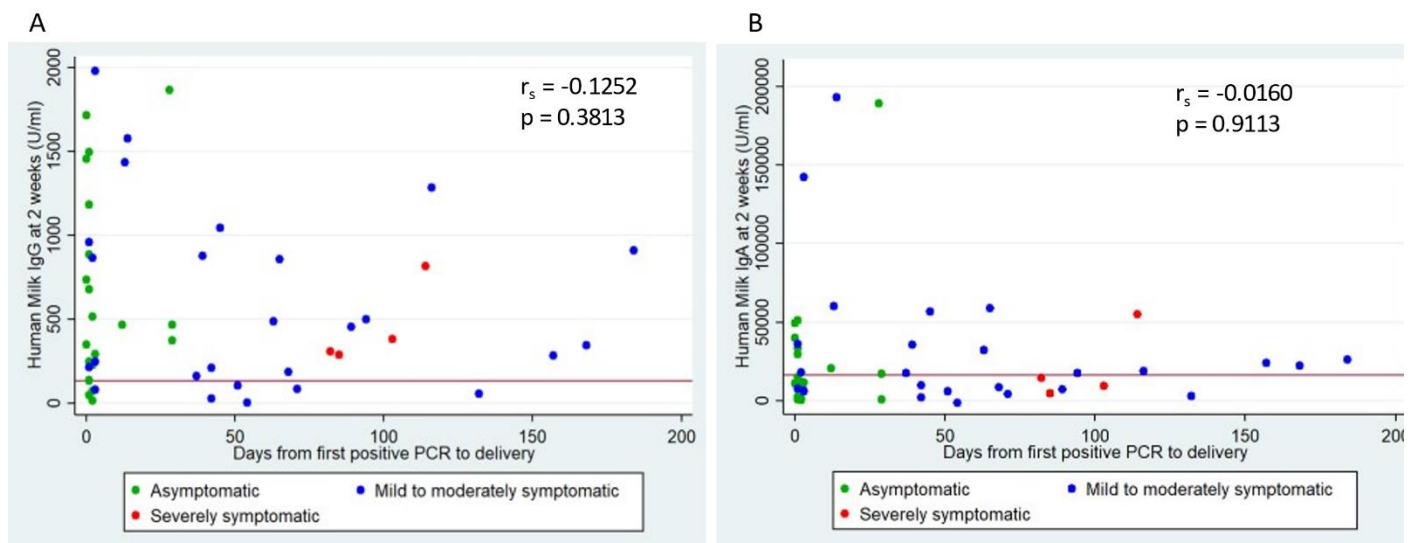 A
Human Milk IgG at 2 weeks (U/ml)
2000
1500
1000
500
0
r_s = -0.1252
p = 0.3813
0 50 100 150 200
Days from first positive PCR to delivery
Asymptomatic Mild to moderately symptomatic
Severely symptomatic
B
Human Milk IgA at 2 weeks (U/ml)
200000
150000
100000
50000
0
r_s = -0.0160
p = 0.9113
0 50 100 150 200
Days from first positive PCR to delivery
Asymptomatic Mild to moderately symptomatic
Severely symptomatic